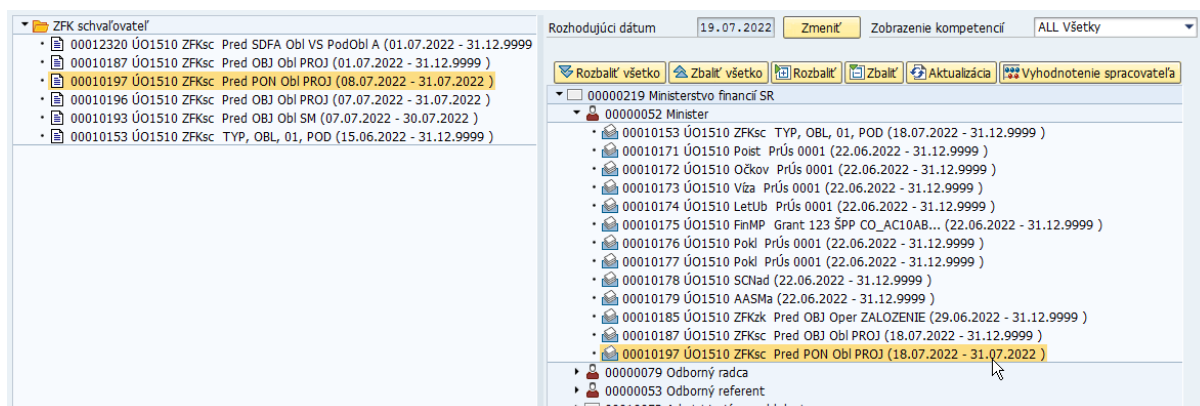 ZFK schvaľovateľ
00012320 ÚO1510 ZFKsc Pred SDFA Obl VS PodObl A (01.07.2022 - 31.12.9999
00010187 ÚO1510 ZFKsc Pred OBJ Obl PROJ (01.07.2022 - 31.12.9999 )
00010197 ÚO1510 ZFKsc Pred PON Obl PROJ (08.07.2022 - 31.07.2022 )
00010196 ÚO1510 ZFKsc Pred OBJ Obl PROJ (07.07.2022 - 31.07.2022 )
00010193 ÚO1510 ZFKsc Pred OBJ Obl SM (07.07.2022 - 30.07.2022 )
00010153 ÚO1510 ZFKsc TYP, OBL, 01, POD (15.06.2022 - 31.12.9999 )
Rozhodujúci dátum 19.07.2022 Zmeniť Zobrazenie kompetencií ALL Všetky
Rozbaliť všetko Zbaliť všetko Rozbaliť Zbaliť Aktualizácia Vyhodnotenie spracovateľa
00000219 Ministerstvo financií SR
00000052 Minister
00010153 ÚO1510 ZFKsc TYP, OBL, 01, POD (18.07.2022 - 31.12.9999 )
00010171 ÚO1510 Poist PrÚs 0001 (22.06.2022 - 31.12.9999 )
00010172 ÚO1510 Očkov PrÚs 0001 (22.06.2022 - 31.12.9999 )
00010173 ÚO1510 Víza PrÚs 0001 (22.06.2022 - 31.12.9999 )
00010174 ÚO1510 LetUb PrÚs 0001 (22.06.2022 - 31.12.9999 )
00010175 ÚO1510 FinMP Grant 123 ŠPP CO_AC10AB... (22.06.2022 - 31.12.9999 )
00010176 ÚO1510 Pokl PrÚs 0001 (22.06.2022 - 31.12.9999 )
00010177 ÚO1510 Pokl PrÚs 0001 (22.06.2022 - 31.12.9999 )
00010178 ÚO1510 SCNad (22.06.2022 - 31.12.9999 )
00010179 ÚO1510 AASMa (22.06.2022 - 31.12.9999 )
00010185 ÚO1510 ZFKzk Pred OBJ Oper ZALOZENIE (29.06.2022 - 31.12.9999 )
00010187 ÚO1510 ZFKsc Pred OBJ Obl PROJ (18.07.2022 - 31.12.9999 )
00010197 ÚO1510 ZFKsc Pred PON Obl PROJ (18.07.2022 - 31.07.2022 )
00000079 Odborný radca
00000053 Odborný referent